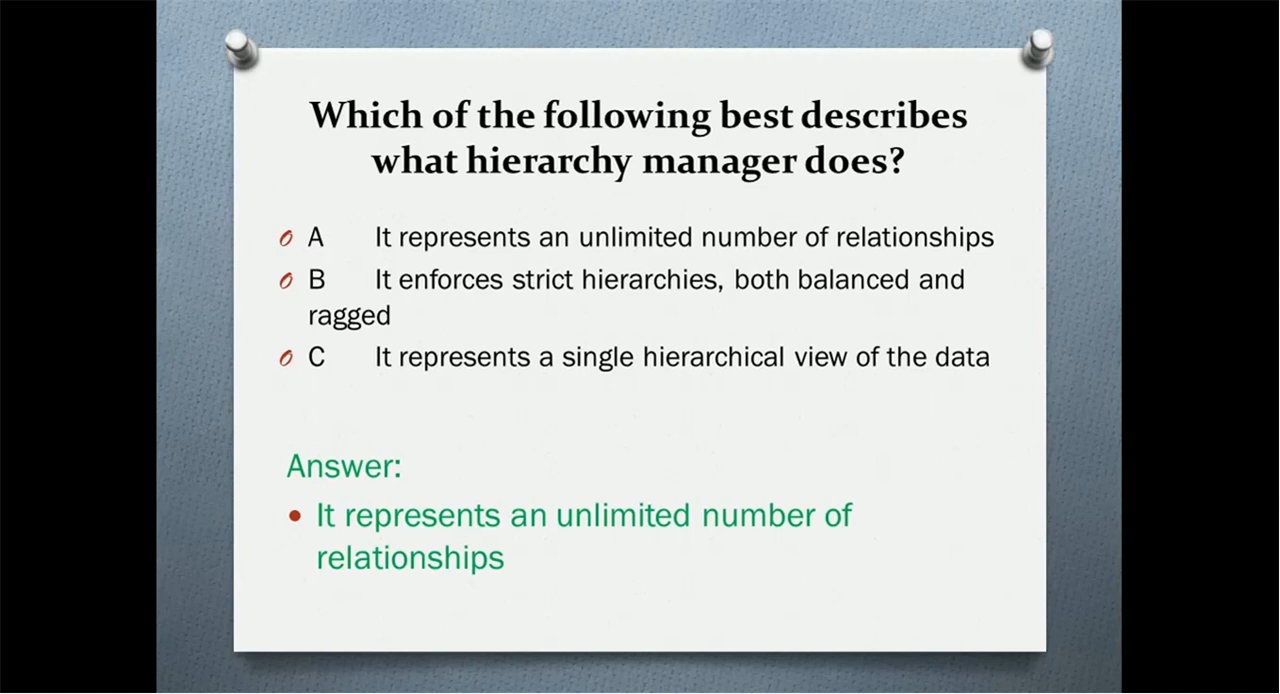 Which of the following best describes
what hierarchy manager does?
A It represents an unlimited number of relationships
B It enforces strict hierarchies, both balanced and
ragged
C It represents a single hierarchical view of the data
Answer:
• It represents an unlimited number of
relationships